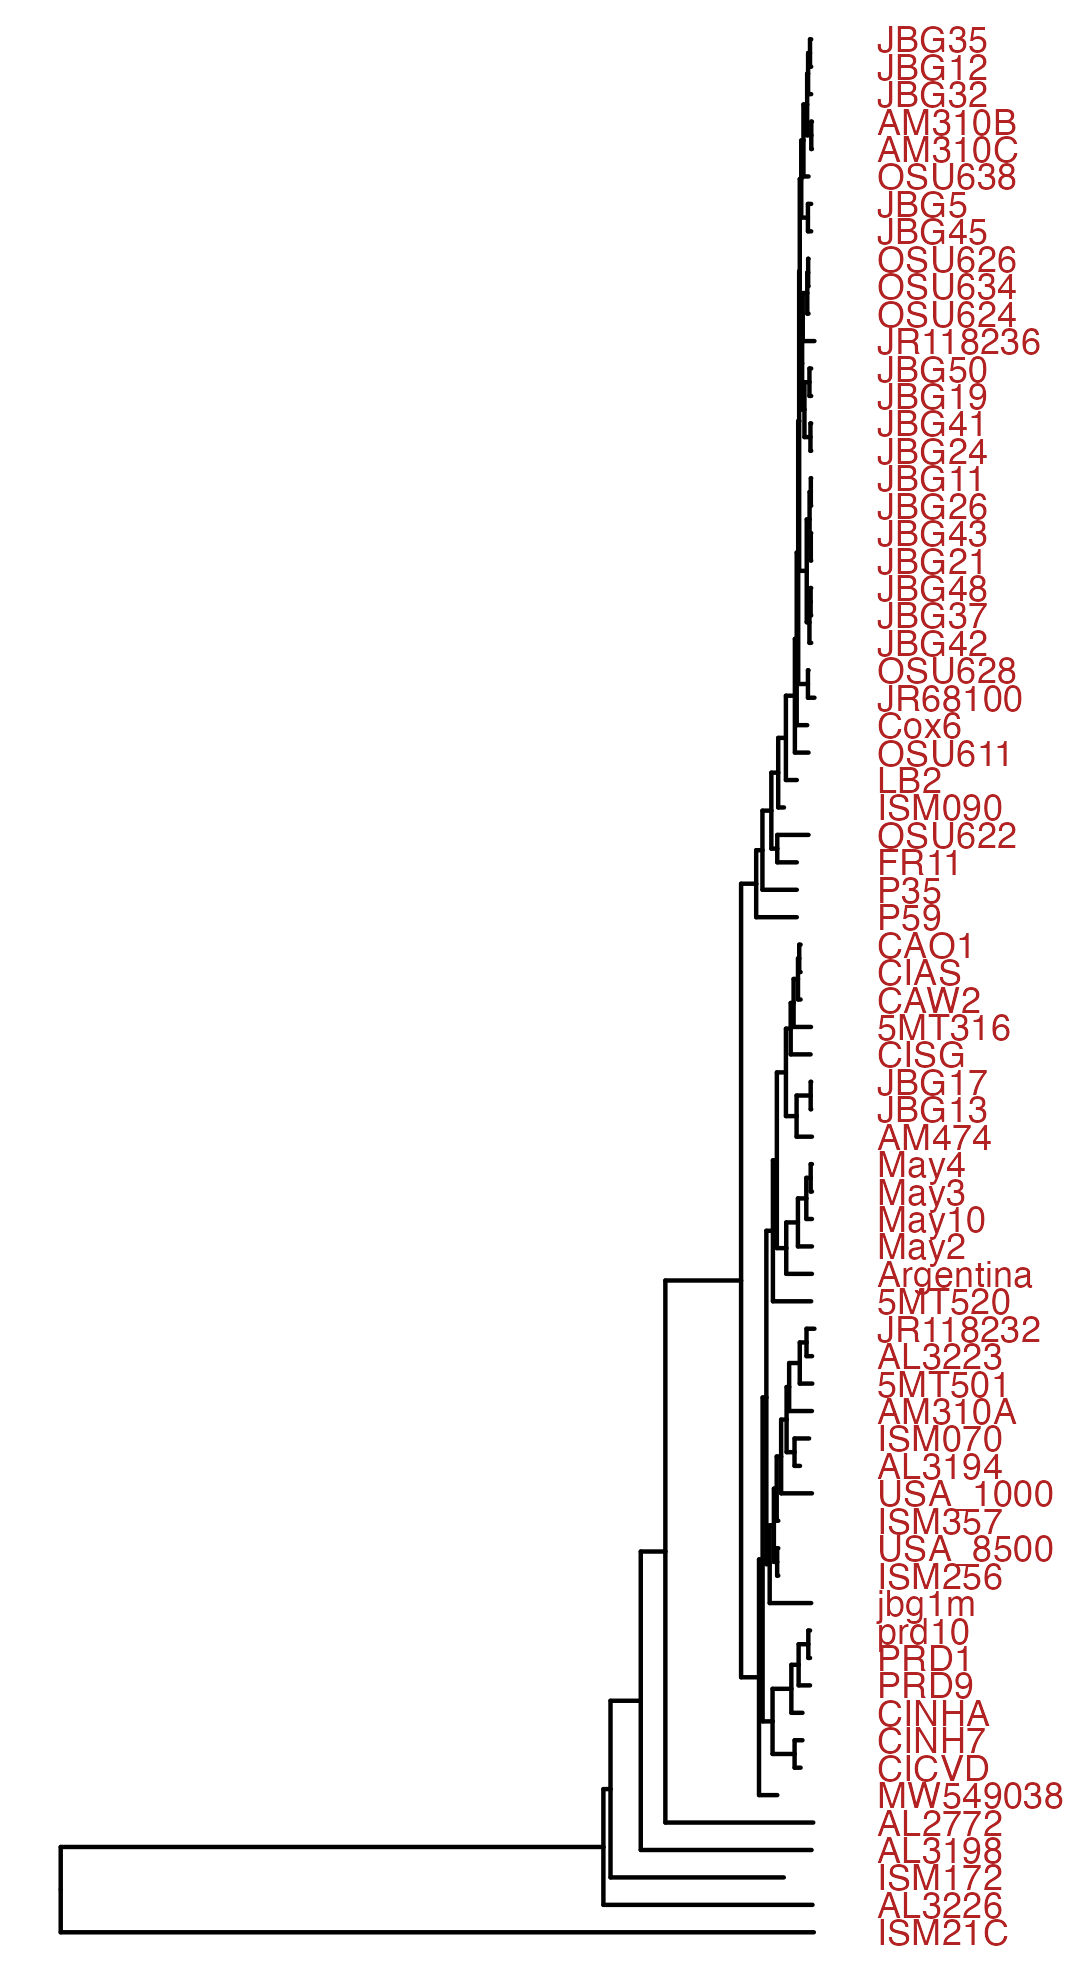 JBG35
JBG12
JBG32
AM310B
AM310C
OSU638
JBG5
JBG45
OSU626
OSU634
OSU624
JR118236
JBG50
JBG19
JBG41
JBG24
JBG11
JBG26
JBG43
JBG21
JBG48
JBG37
JBG42
OSU628
JR68100
Cox6
OSU611
LB2
ISM090
OSU622
FR11
P35
P59
CAO1
CIAS
CAW2
5MT316
CISG
JBG17
JBG13
AM474
May4
May3
May10
May2
Argentina
5MT520
JR118232
AL3223
5MT501
AM310A
ISM070
AL3194
USA_1000
ISM357
USA_8500
ISM256
jbg1m
prd10
PRD1
PRD9
CINHA
CINH7
CICVD
MW549038
AL2772
AL3198
ISM172
AL3226
ISM21C